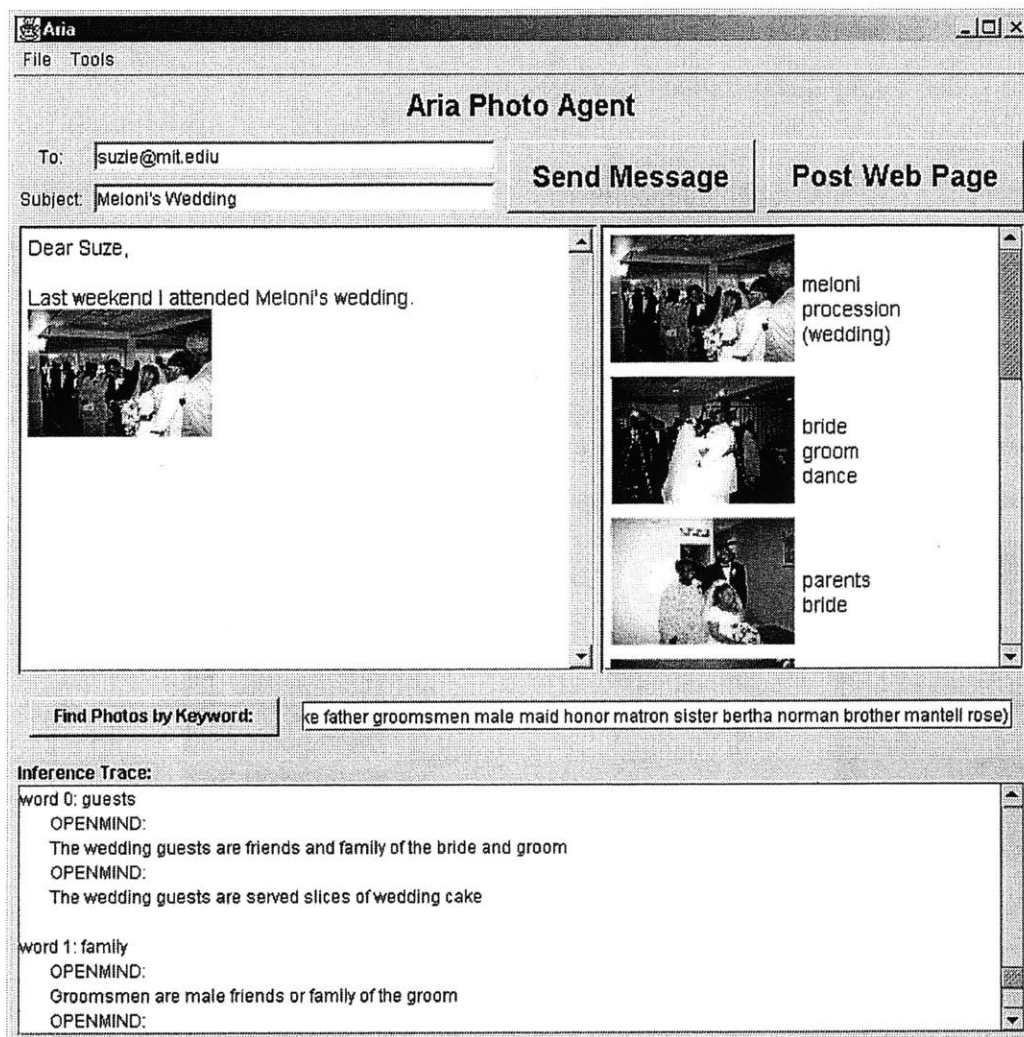 Aria
File Tools
Aria Photo Agent
To: suzie@mit.ediu
Send Message
Post Web Page
Subject: Meloni's Wedding
Dear Suze,
Last weekend I attended Meloni's wedding.
meloni
procession
(wedding)
bride
groom
dance
parents
bride
Find Photos by Keyword:
father groomsmen male maid honor matron sister bertha norman brother mantell rose)
Inference Trace:
word 0: guests
OPENMIND:
The wedding guests are friends and family of the bride and groom
OPENMIND:
The wedding guests are served slices of wedding cake
word 1: family
OPENMIND:
Groomsmen are male friends or family of the groom
OPENMIND: